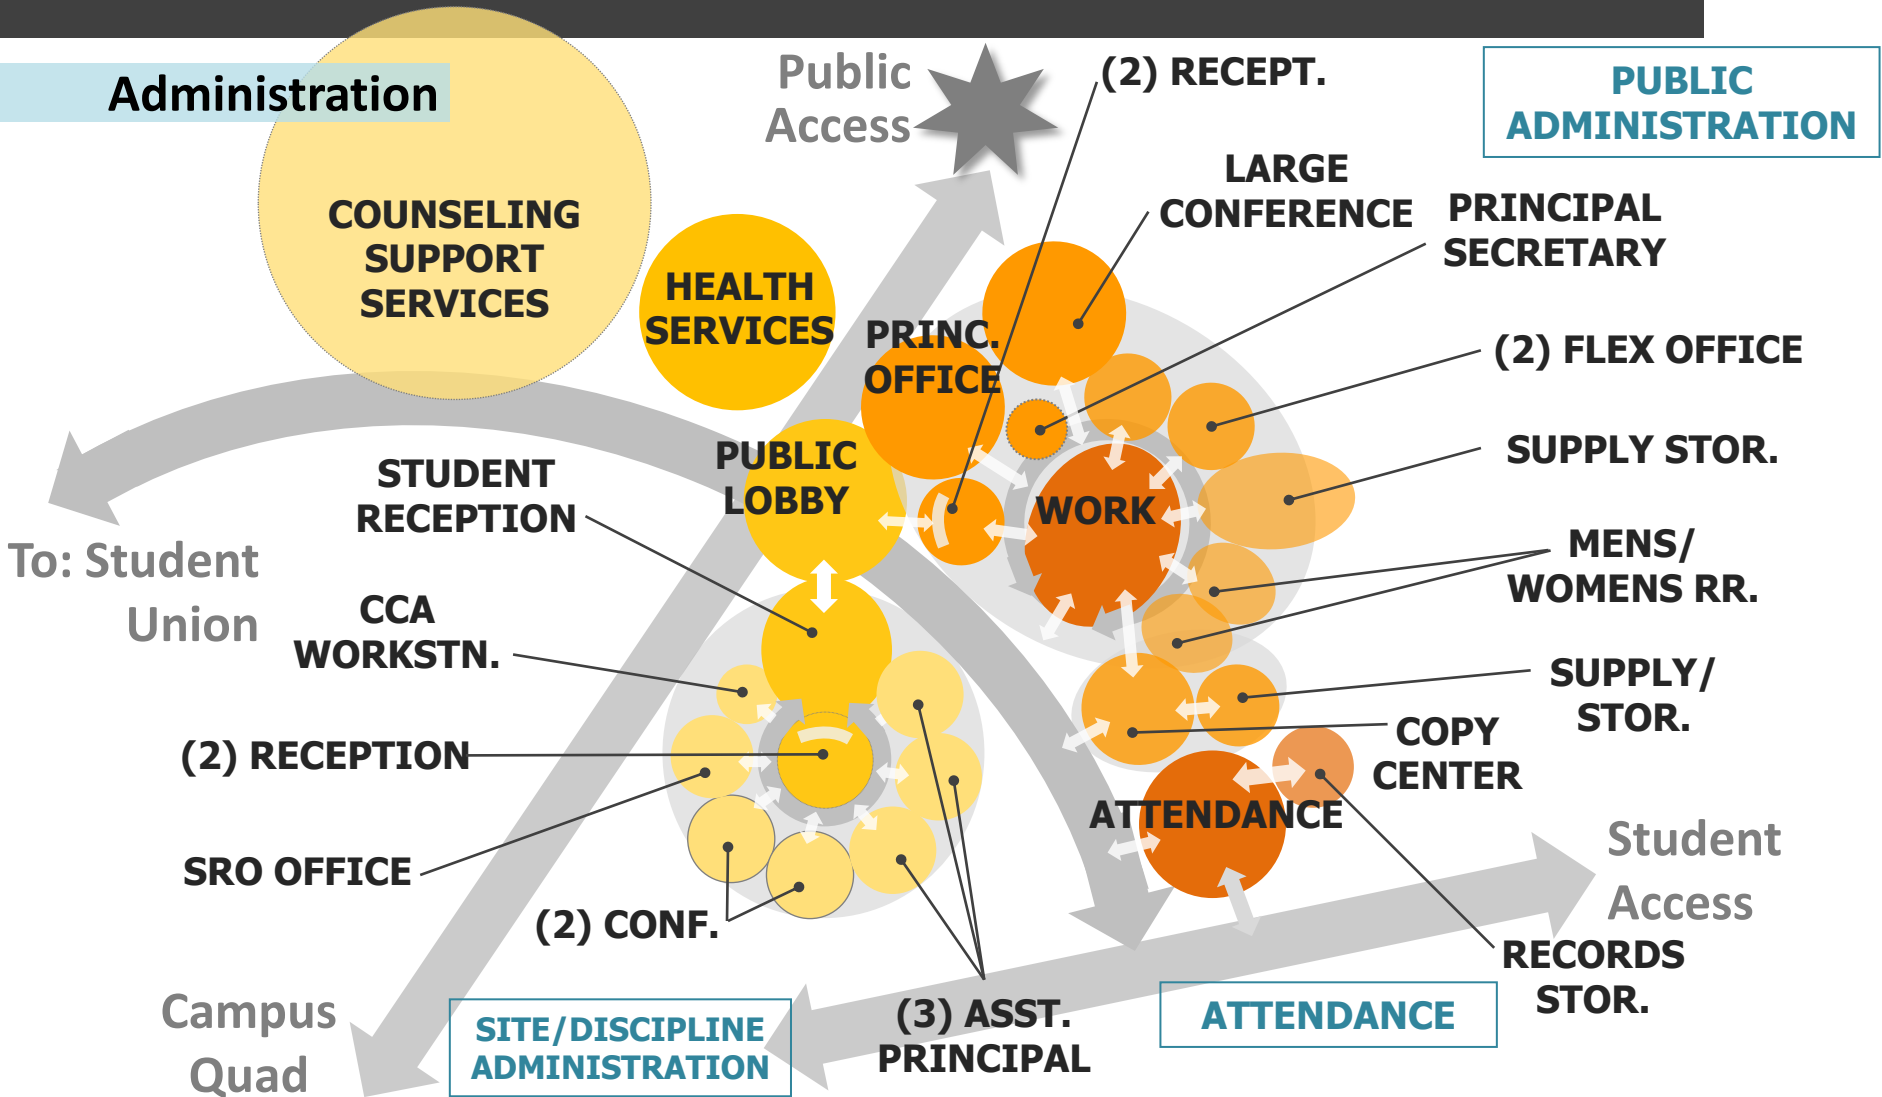 Administration
Public
Access
(2) RECEPT.
PUBLIC
ADMINISTRATION
LARGE
CONFERENCE
PRINCIPAL
SECRETARY
COUNSELING
SUPPORT
SERVICES
HEALTH
SERVICES
PRINC.
OFFICE
(2) FLEX OFFICE
PUBLIC
LOBBY
STUDENT
RECEPTION
WORK
SUPPLY STOR.
To: Student
Union
MENS/
WOMENS RR.
CCA
WORKSTN.
SUPPLY/
STOR.
(2) RECEPTION
COPY
CENTER
ATTENDANCE
SRO OFFICE
Student
Access
(2) CONF.
RECORDS
STOR.
Campus
Quad
SITE/DISCIPLINE
ADMINISTRATION
(3) ASST.
PRINCIPAL
ATTENDANCE